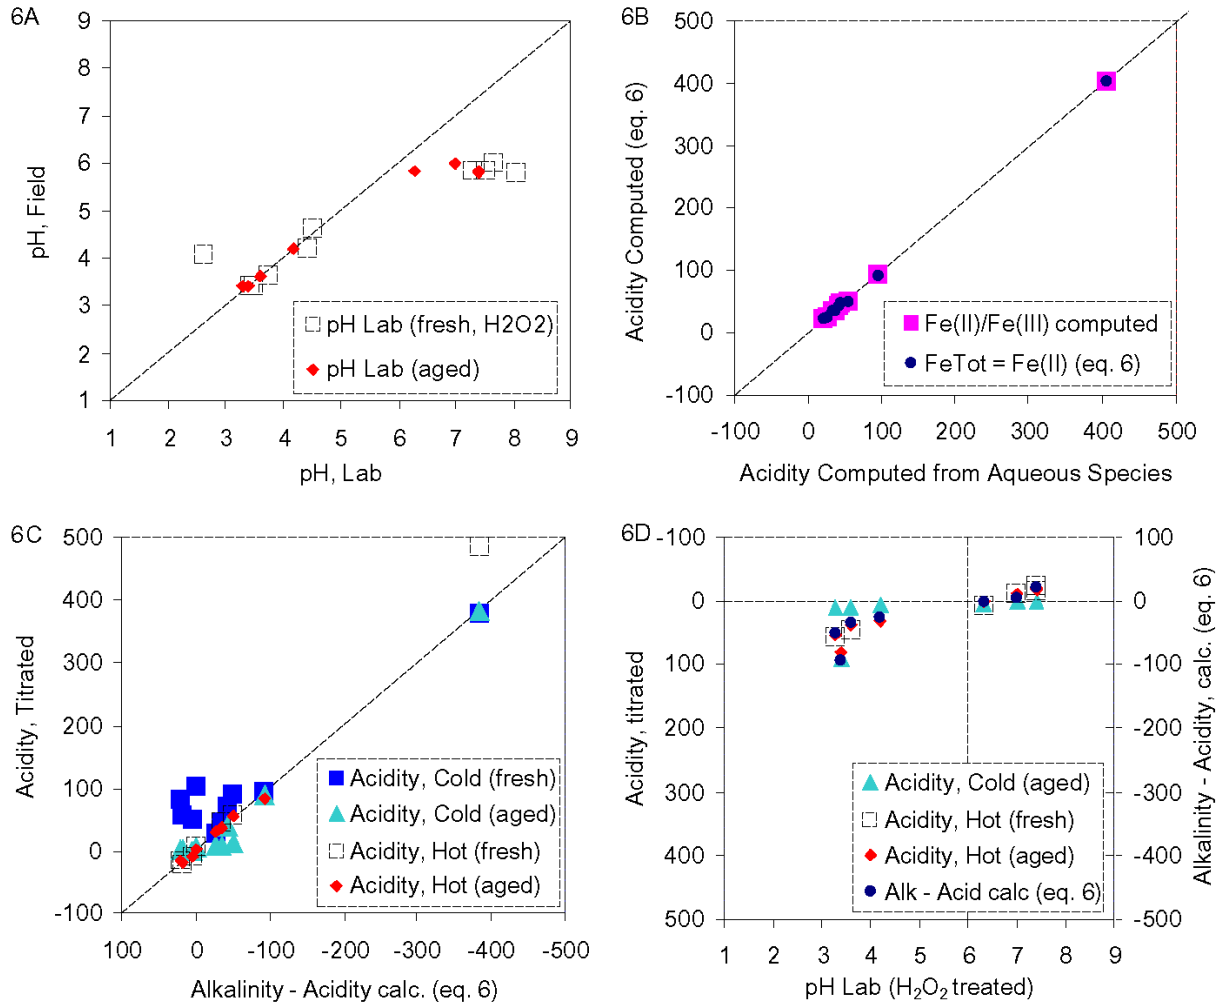 6A
9
8
7
6
5
4
3
2
1
pH, Field
1 2 3 4 5 6 7 8 9
pH, Lab
pH Lab (fresh, H2O2)
pH Lab (aged)
6B
500
400
300
200
100
0
-100
Acidity Computed (eq. 6)
-100 0 100 200 300 400 500
Acidity Computed from Aqueous Species
Fe(II)/Fe(III) computed
FeTot = Fe(II) (eq. 6)
6C
500
400
300
200
100
0
-100
Acidity, Titrated
100 0 -100 -200 -300 -400 -500
Alkalinity - Acidity calc. (eq. 6)
Acidity, Cold (fresh)
Acidity, Cold (aged)
Acidity, Hot (fresh)
Acidity, Hot (aged)
6D
-100
0
100
200
300
400
500
Acidity, titrated
100
0
-100
-200
-300
-400
-500
Alkalinity - Acidity, calc. (eq. 6)
1 2 3 4 5 6 7 8 9
pH Lab (H₂O₂ treated)
Acidity, Cold (aged)
Acidity, Hot (fresh)
Acidity, Hot (aged)
Alk - Acid calc (eq. 6)